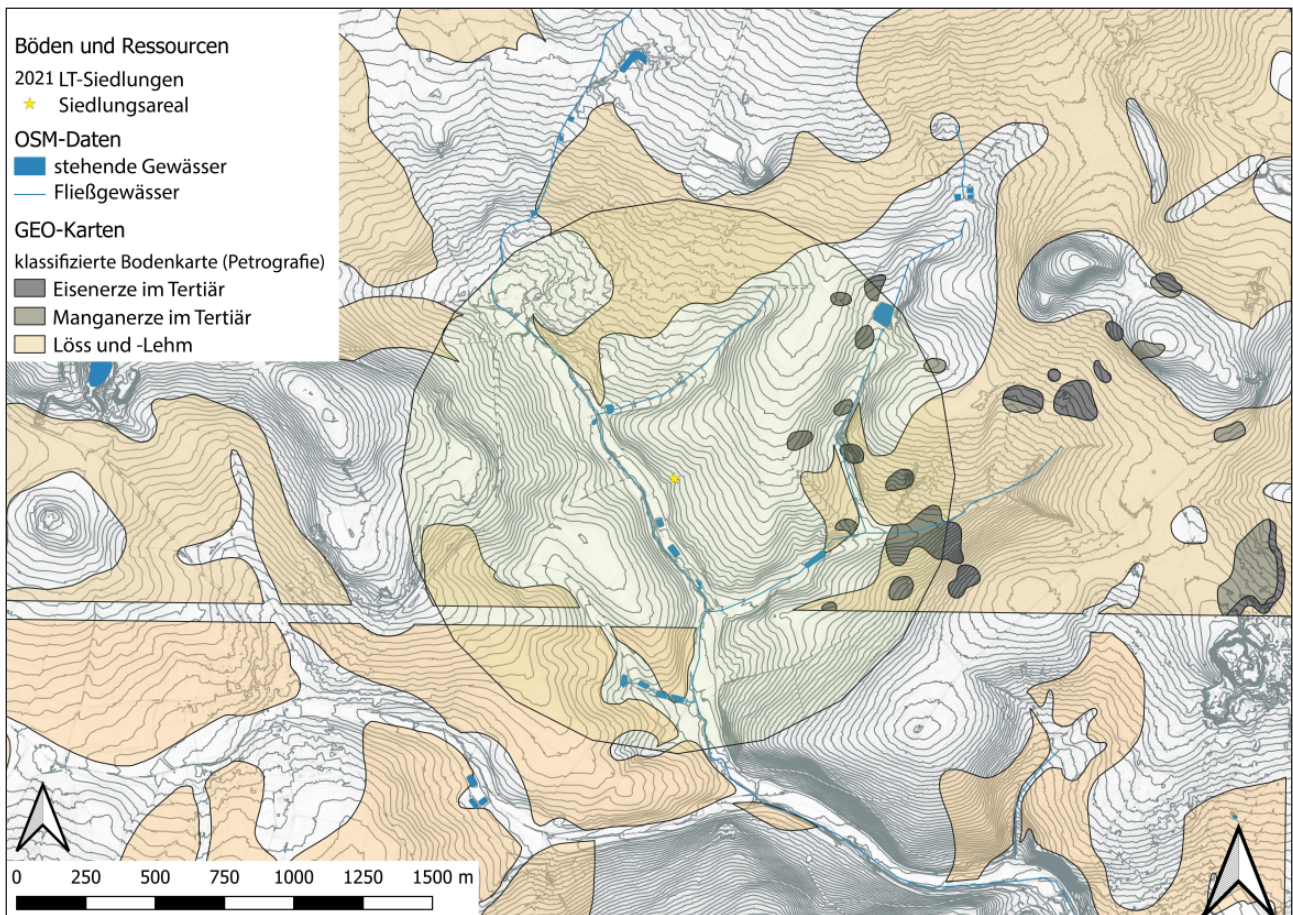 Böden und Ressourcen
2021 LT-Siedlungen
Siedlungsareal
OSM-Daten
stehende Gewässer
Fließgewässer
GEO-Karten
klassifizierte Bodenkarte (Petrografie)
Eisenerze im Tertiär
Manganerze im Tertiär
Löss und -Lehm
0 250 500 750 1000 1250 1500 m